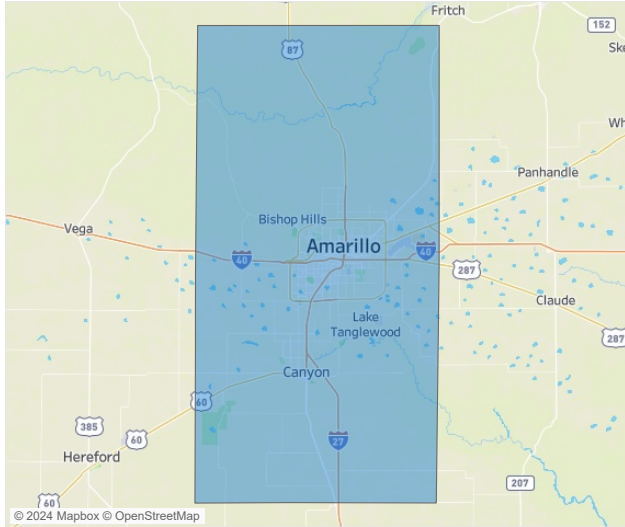 Fritch
152
87
Ske
Wh
Panhandle
Bishop Hills
Vega
Amarillo
40
40
287
Claude
Lake
Tanglewood
287
Canyon
60
385
60
27
Hereford
207
60
© 2024 Mapbox © OpenStreetMap